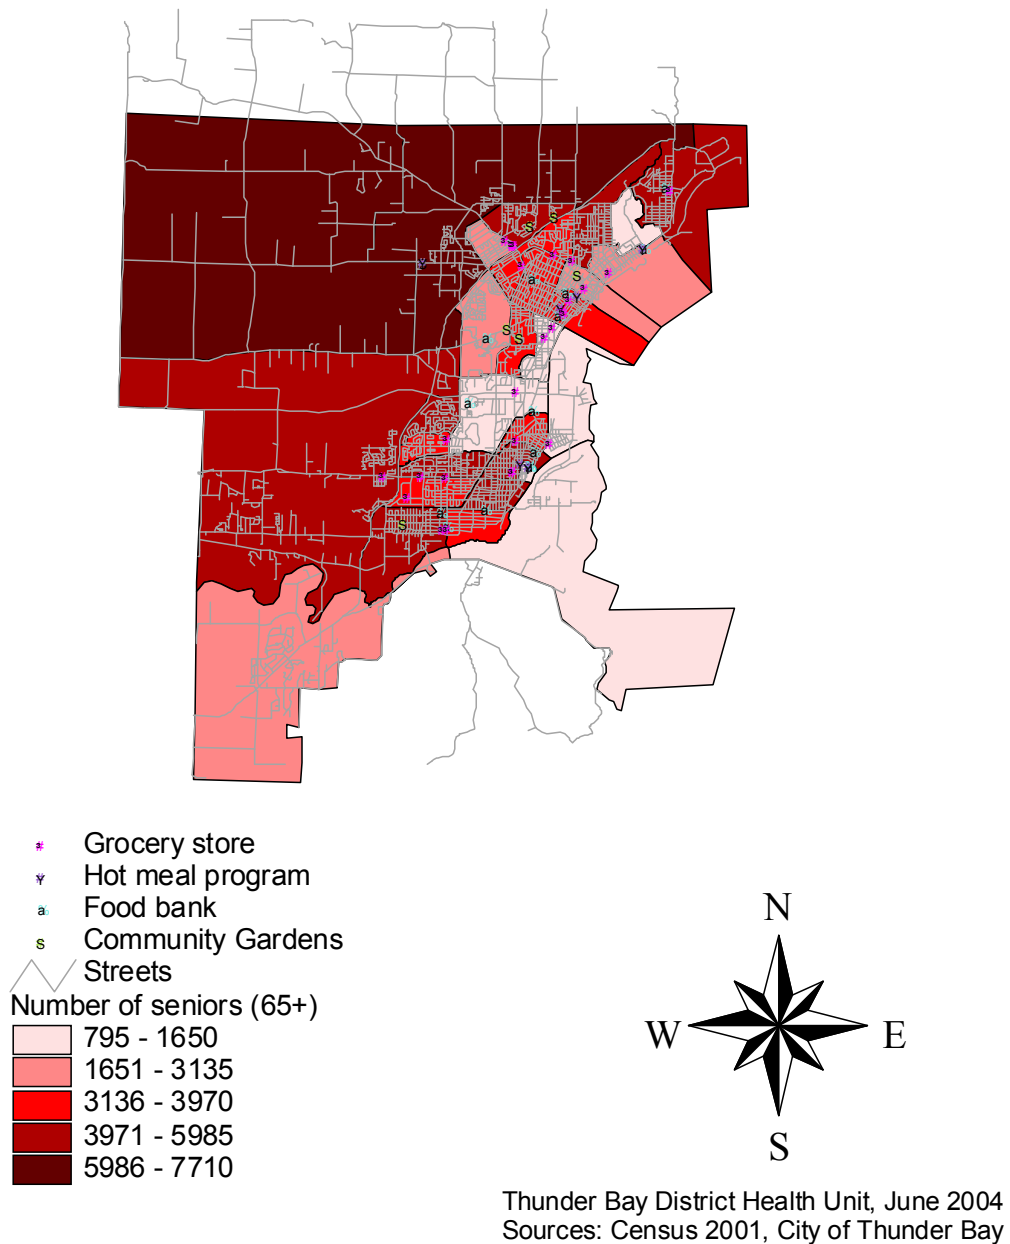 Grocery store
Hot meal program
Food bank
Community Gardens
Streets
Number of seniors (65+)
795 - 1650
1651 - 3135
3136 - 3970
3971 - 5985
5986 - 7710
N
W
E
S
Thunder Bay District Health Unit, June 2004
Sources: Census 2001, City of Thunder Bay